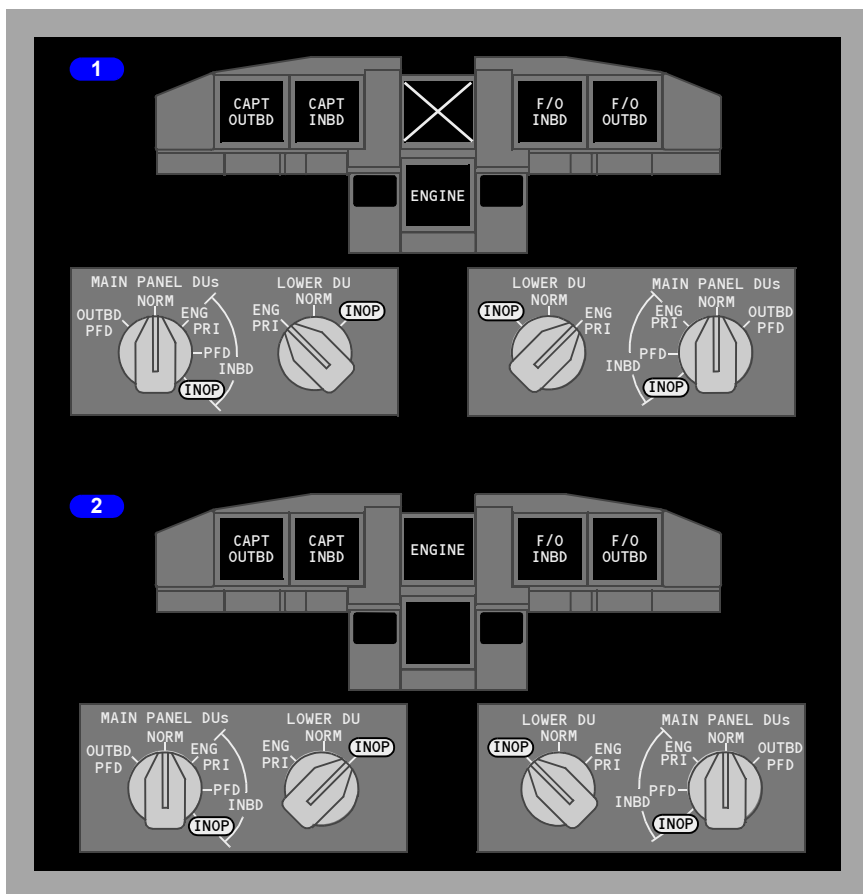 1
CAPT
OUTBD
CAPT
INBD
F/O
INBD
F/O
OUTBD
ENGINE
MAIN PANEL DUs
NORM
OUTBD
PFD
ENG
PRI
PFD
INBD
INOP
LOWER DU
NORM
ENG
PRI
INOP
LOWER DU
NORM
INOP
ENG
PRI
MAIN PANEL DUs
NORM
ENG
PRI
OUTBD
PFD
PFD
INBD
INOP
2
CAPT
OUTBD
CAPT
INBD
ENGINE
F/O
INBD
F/O
OUTBD
MAIN PANEL DUs
NORM
OUTBD
PFD
ENG
PRI
PFD
INBD
INOP
LOWER DU
NORM
ENG
PRI
INOP
LOWER DU
NORM
INOP
ENG
PRI
MAIN PANEL DUs
NORM
ENG
PRI
OUTBD
PFD
PFD
INBD
INOP